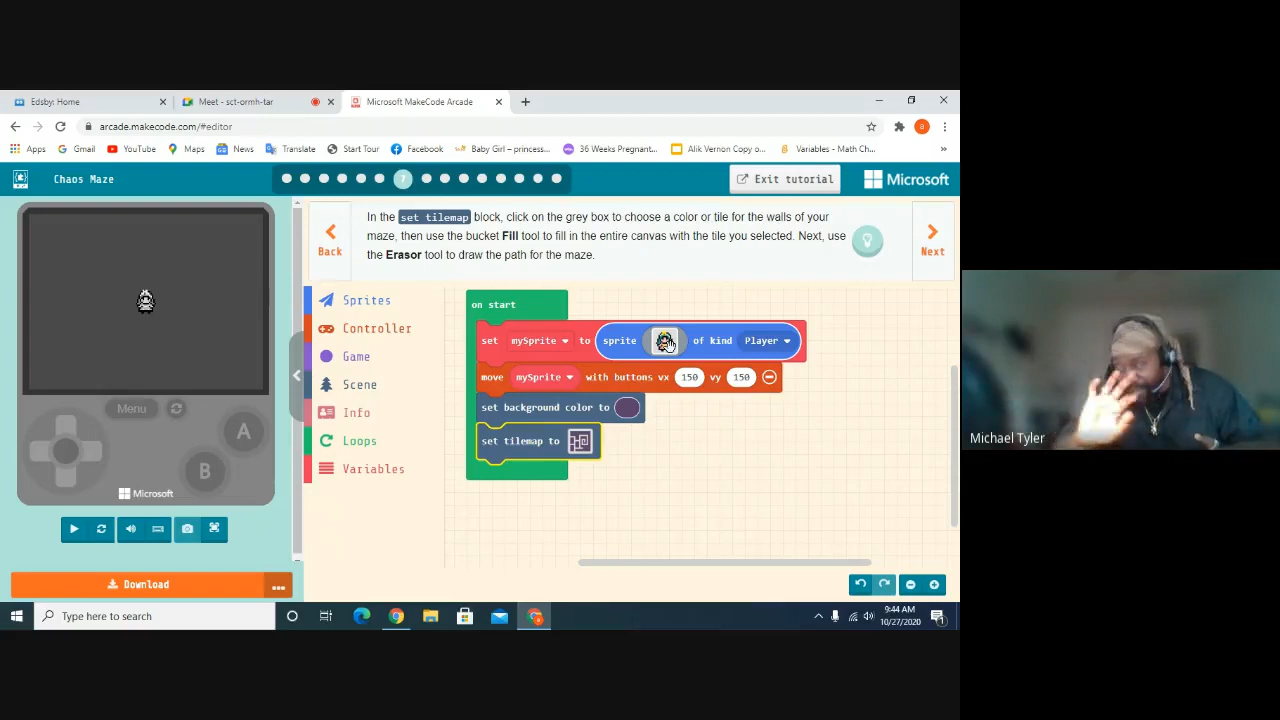 Edsby: Home
Meet - sct-ormh-tar
Microsoft MakeCode Arcade
arcade.makecode.com/#editor
Apps
Gmail
YouTube
Maps
News
Translate
Start Tour
Facebook
Baby Girl – princess...
36 Weeks Pregnant...
Alik Vernon Copy o...
Variables - Math Ch...
»
Chaos Maze
7
Exit tutorial
Microsoft
Back
In the set tilemap block, click on the grey box to choose a color or tile for the walls of your
maze, then use the bucket Fill tool to fill in the entire canvas with the tile you selected. Next, use
the Erasor tool to draw the path for the maze.
Next
Menu
A
B
Microsoft
Download
...
Sprites
Controller
Game
Scene
Info
Loops
Variables
on start
set mySprite to sprite of kind Player
move mySprite with buttons vx 150 vy 150
set background color to
set tilemap to
Michael Tyler
Type here to search
9:44 AM
10/27/2020
1